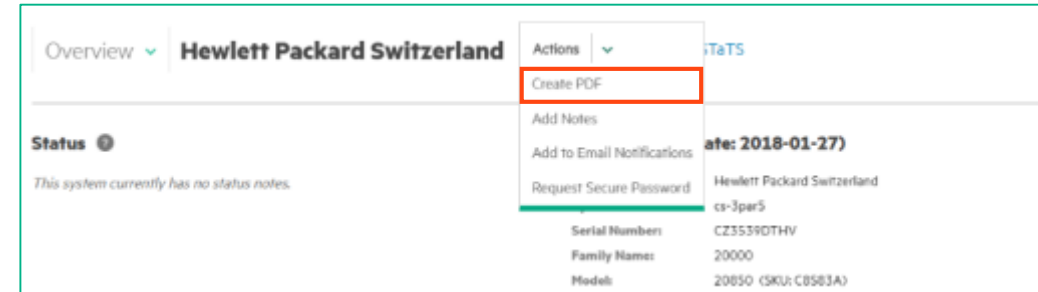 Overview Hewlett Packard Switzerland Actions STaTS
Create PDF
Add Notes
Add to Email Notifications
Request Secure Password
Status
This system currently has no status notes.
ate: 2018-01-27)
Hewlett Packard Switzerland
cs-3par5
Serial Number: CZ3539DTHV
Family Name: 20000
Model: 20850 (SKU: C8S83A)